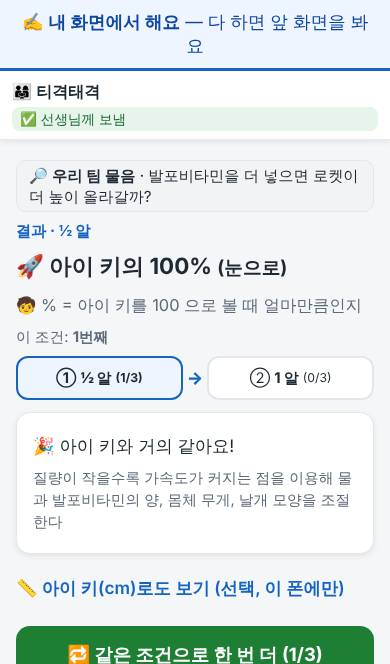 ✍️ 내 화면에서 해요 — 다 하면 앞 화면을 봐
요
👨‍👩‍👧 티격태격
✅ 선생님께 보냄
🔎 우리 팀 물음 · 발포비타민을 더 넣으면 로켓이
더 높이 올라갈까?
결과 · ½ 알
🚀 아이 키의 100% (눈으로)
🧒 % = 아이 키를 100 으로 볼 때 얼마만큼인지
이 조건: 1번째
① ½ 알 (1/3) → ② 1 알 (0/3)
🎉 아이 키와 거의 같아요!
질량이 작을수록 가속도가 커지는 점을 이용해 물
과 발포비타민의 양, 몸체 무게, 날개 모양을 조절
한다
📏 아이 키(cm)로도 보기 (선택, 이 폰에만)
🔁 같은 조건으로 한 번 더 (1/3)